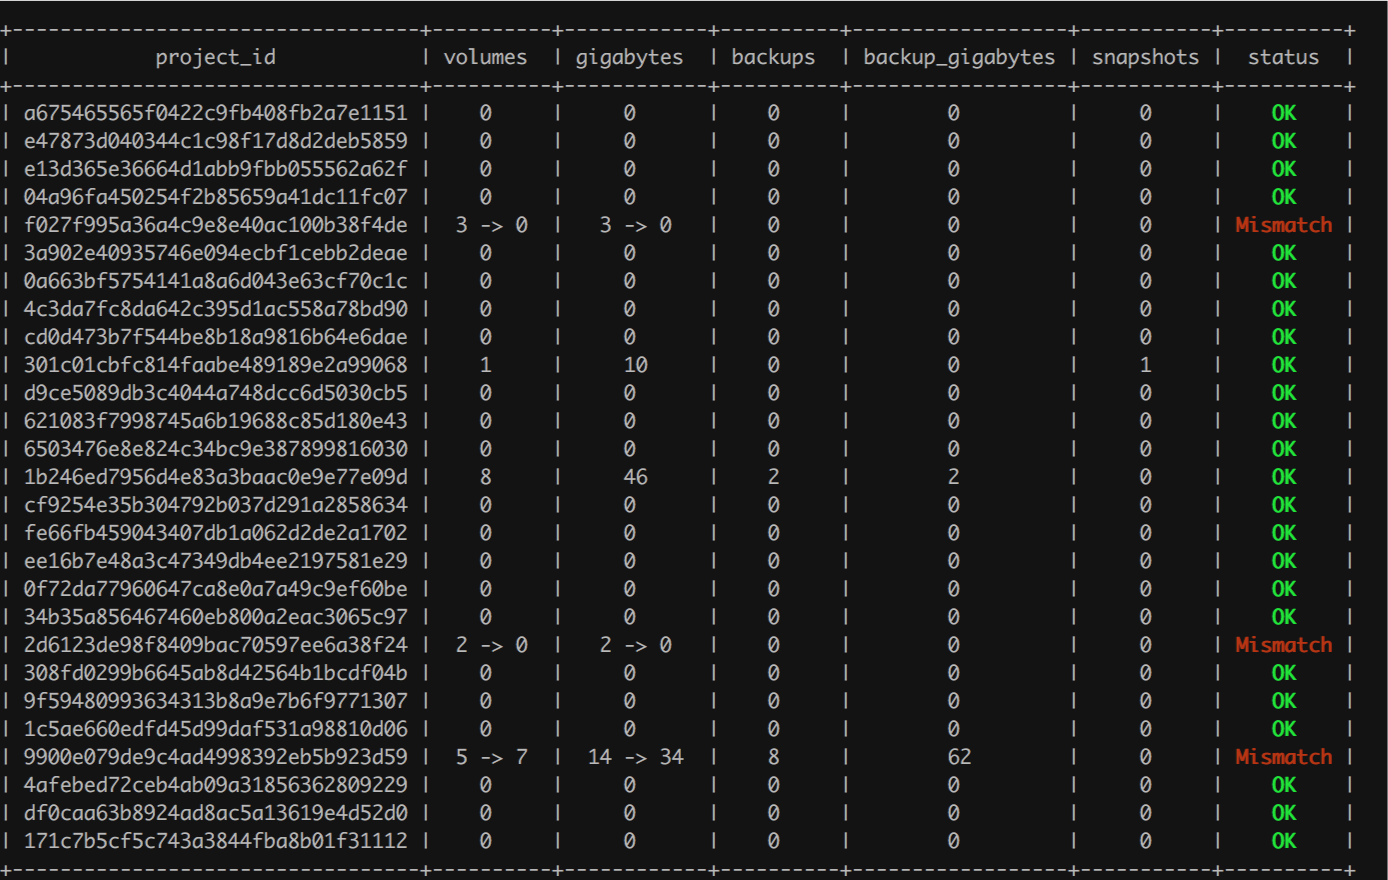 +----------------------------------+----------+------------+----------+------------------+-----------+----------+
|            project_id            | volumes  | gigabytes  | backups  | backup_gigabytes | snapshots |  status  |
+----------------------------------+----------+------------+----------+------------------+-----------+----------+
| a675465565f0422c9fb408fb2a7e1151 |    0     |     0      |    0     |        0         |     0     |    OK    |
| e47873d040344c1c98f17d8d2deb5859 |    0     |     0      |    0     |        0         |     0     |    OK    |
| e13d365e36664d1abb9fbb055562a62f |    0     |     0      |    0     |        0         |     0     |    OK    |
| 04a96fa450254f2b85659a41dc11fc07 |    0     |     0      |    0     |        0         |     0     |    OK    |
| f027f995a36a4c9e8e40ac100b38f4de |  3 -> 0  |   3 -> 0   |    0     |        0         |     0     | Mismatch |
| 3a902e40935746e094ecbf1cebb2deae |    0     |     0      |    0     |        0         |     0     |    OK    |
| 0a663bf5754141a8a6d043e63cf70c1c |    0     |     0      |    0     |        0         |     0     |    OK    |
| 4c3da7fc8da642c395d1ac558a78bd90 |    0     |     0      |    0     |        0         |     0     |    OK    |
| cd0d473b7f544be8b18a9816b64e6dae |    0     |     0      |    0     |        0         |     0     |    OK    |
| 301c01cbfc814faabe489189e2a99068 |    1     |     10     |    0     |        0         |     1     |    OK    |
| d9ce5089db3c4044a748dcc6d5030cb5 |    0     |     0      |    0     |        0         |     0     |    OK    |
| 621083f7998745a6b19688c85d180e43 |    0     |     0      |    0     |        0         |     0     |    OK    |
| 6503476e8e824c34bc9e387899816030 |    0     |     0      |    0     |        0         |     0     |    OK    |
| 1b246ed7956d4e83a3baac0e9e77e09d |    8     |     46     |    2     |        2         |     0     |    OK    |
| cf9254e35b304792b037d291a2858634 |    0     |     0      |    0     |        0         |     0     |    OK    |
| fe66fb459043407db1a062d2de2a1702 |    0     |     0      |    0     |        0         |     0     |    OK    |
| ee16b7e48a3c47349db4ee2197581e29 |    0     |     0      |    0     |        0         |     0     |    OK    |
| 0f72da77960647ca8e0a7a49c9ef60be |    0     |     0      |    0     |        0         |     0     |    OK    |
| 34b35a856467460eb800a2eac3065c97 |    0     |     0      |    0     |        0         |     0     |    OK    |
| 2d6123de98f8409bac70597ee6a38f24 |  2 -> 0  |   2 -> 0   |    0     |        0         |     0     | Mismatch |
| 308fd0299b6645ab8d42564b1bcdf04b |    0     |     0      |    0     |        0         |     0     |    OK    |
| 9f59480993634313b8a9e7b6f9771307 |    0     |     0      |    0     |        0         |     0     |    OK    |
| 1c5ae660edfd45d99daf531a98810d06 |    0     |     0      |    0     |        0         |     0     |    OK    |
| 9900e079de9c4ad4998392eb5b923d59 |  5 -> 7  |  14 -> 34  |    8     |        62        |     0     | Mismatch |
| 4afebed72ceb4ab09a31856362809229 |    0     |     0      |    0     |        0         |     0     |    OK    |
| df0caa63b8924ad8ac5a13619e4d52d0 |    0     |     0      |    0     |        0         |     0     |    OK    |
| 171c7b5cf5c743a3844fba8b01f31112 |    0     |     0      |    0     |        0         |     0     |    OK    |
+----------------------------------+----------+------------+----------+------------------+-----------+----------+